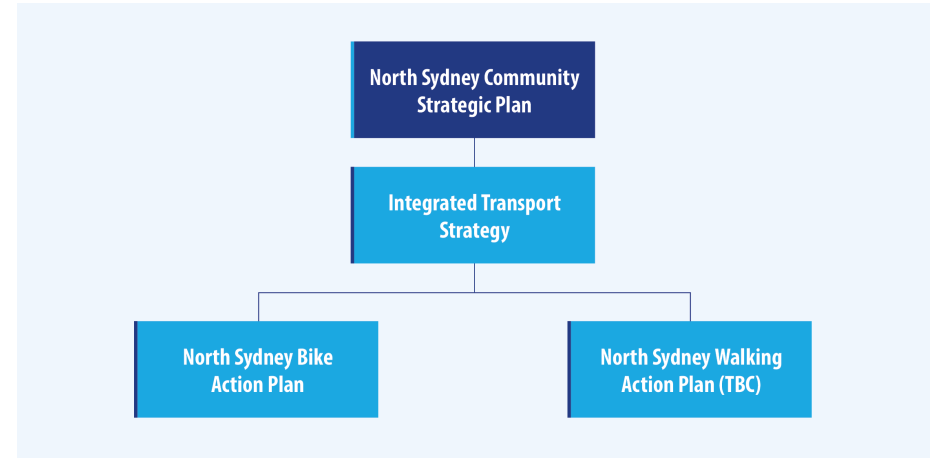 North Sydney Community
Strategic Plan
Integrated Transport
Strategy
North Sydney Bike
Action Plan
North Sydney Walking
Action Plan (TBC)